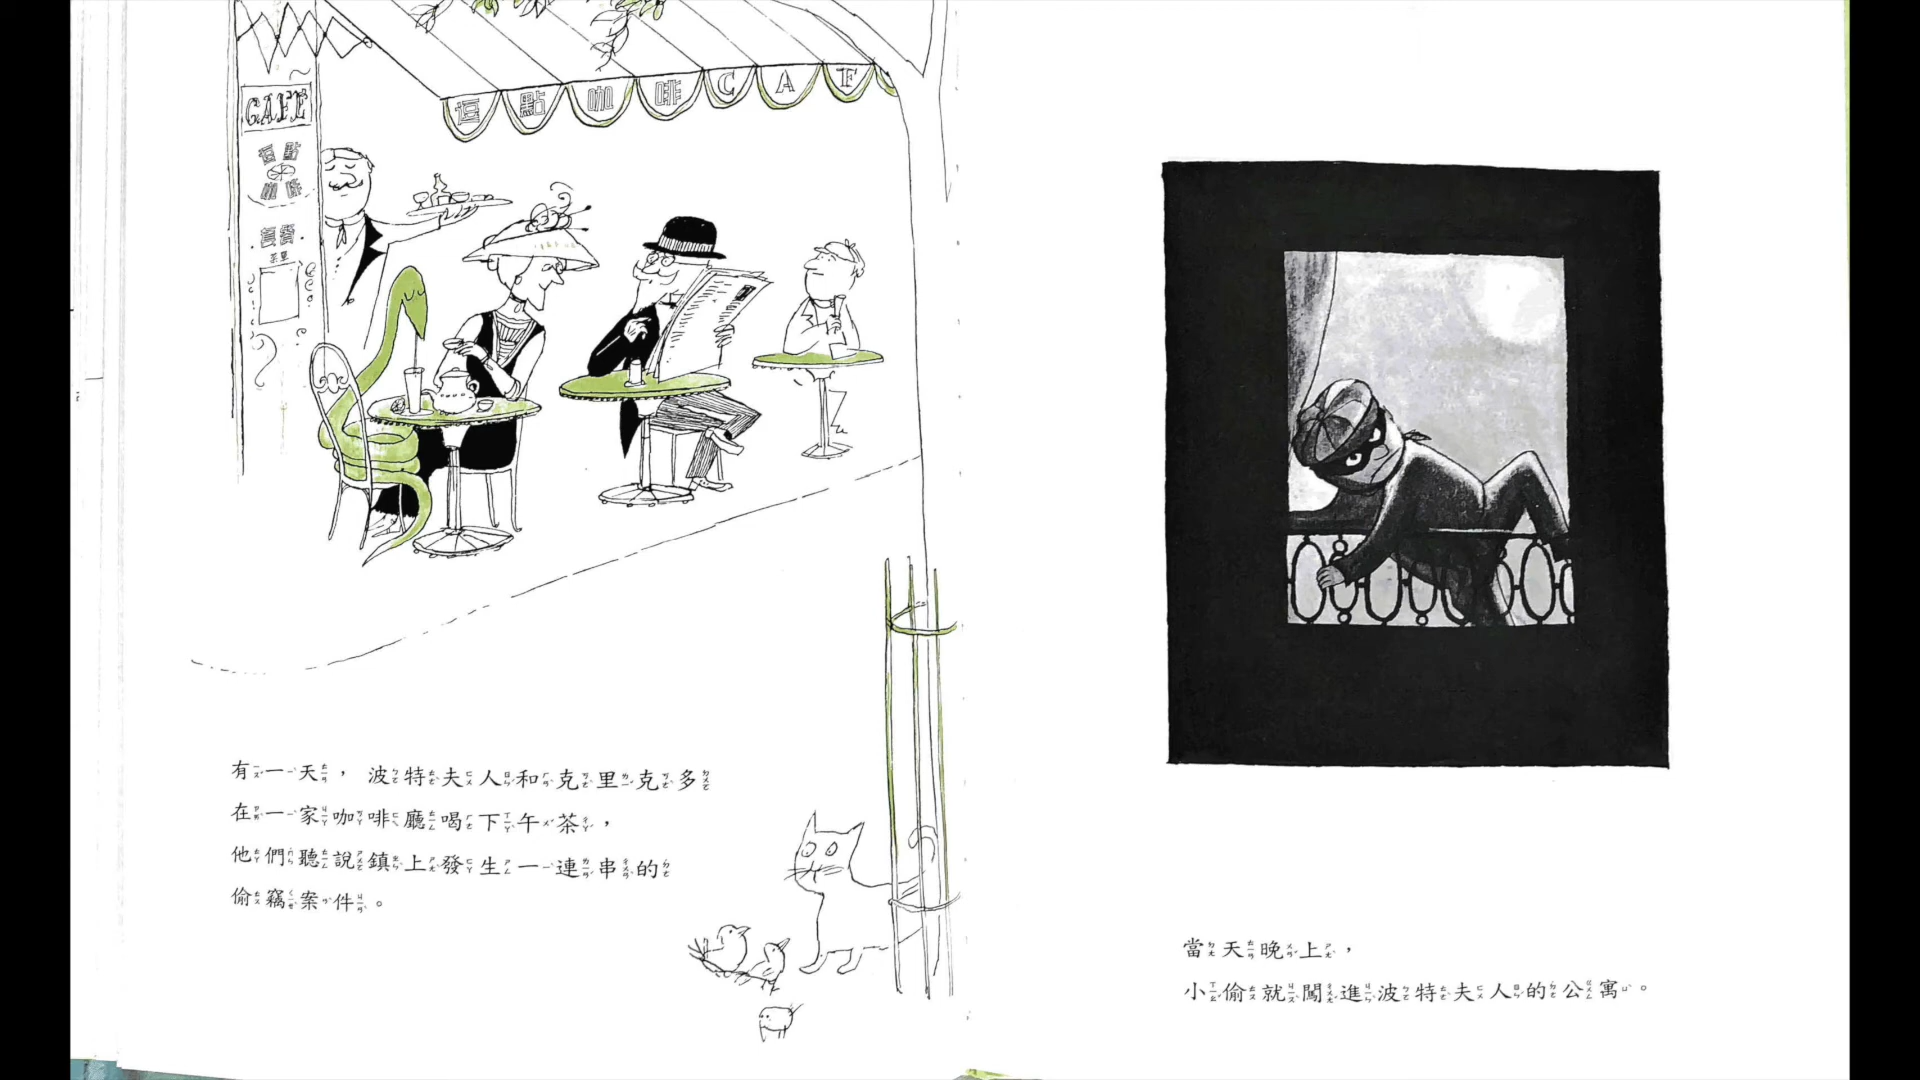 逗點咖啡CAF
CAFE
逗點
咖啡
有一天，波特夫人和克里克多
在一家咖啡廳喝下午茶，
他們聽說鎮上發生一連串的
偷竊案件。
當天晚上，
小偷就闖進波特夫人的公寓。